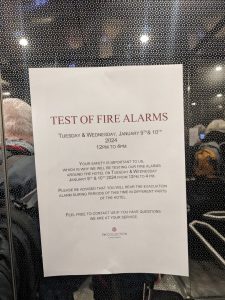 TEST OF FIRE ALARMS
TUESDAY & WEDNESDAY, JANUARY 9TH & 10TH
2024
12PM TO 4PM
YOUR SAFETY IS IMPORTANT TO US,
WHICH IS WHY WE WILL BE TESTING OUR FIRE ALARMS
AROUND THE HOTEL ON TUESDAY & WEDNESDAY
JANUARY 9TH & 10TH 2024 FROM 12PM TO 4PM.
PLEASE BE ADVISED THAT YOU WILL HEAR THE EVACUATION
ALARM DURING PERIODS OF THIS TIME IN DIFFERENT PARTS
OF THE HOTEL.
FEEL FREE TO CONTACT US IF YOU HAVE QUESTIONS
WE ARE AT YOUR SERVICE.